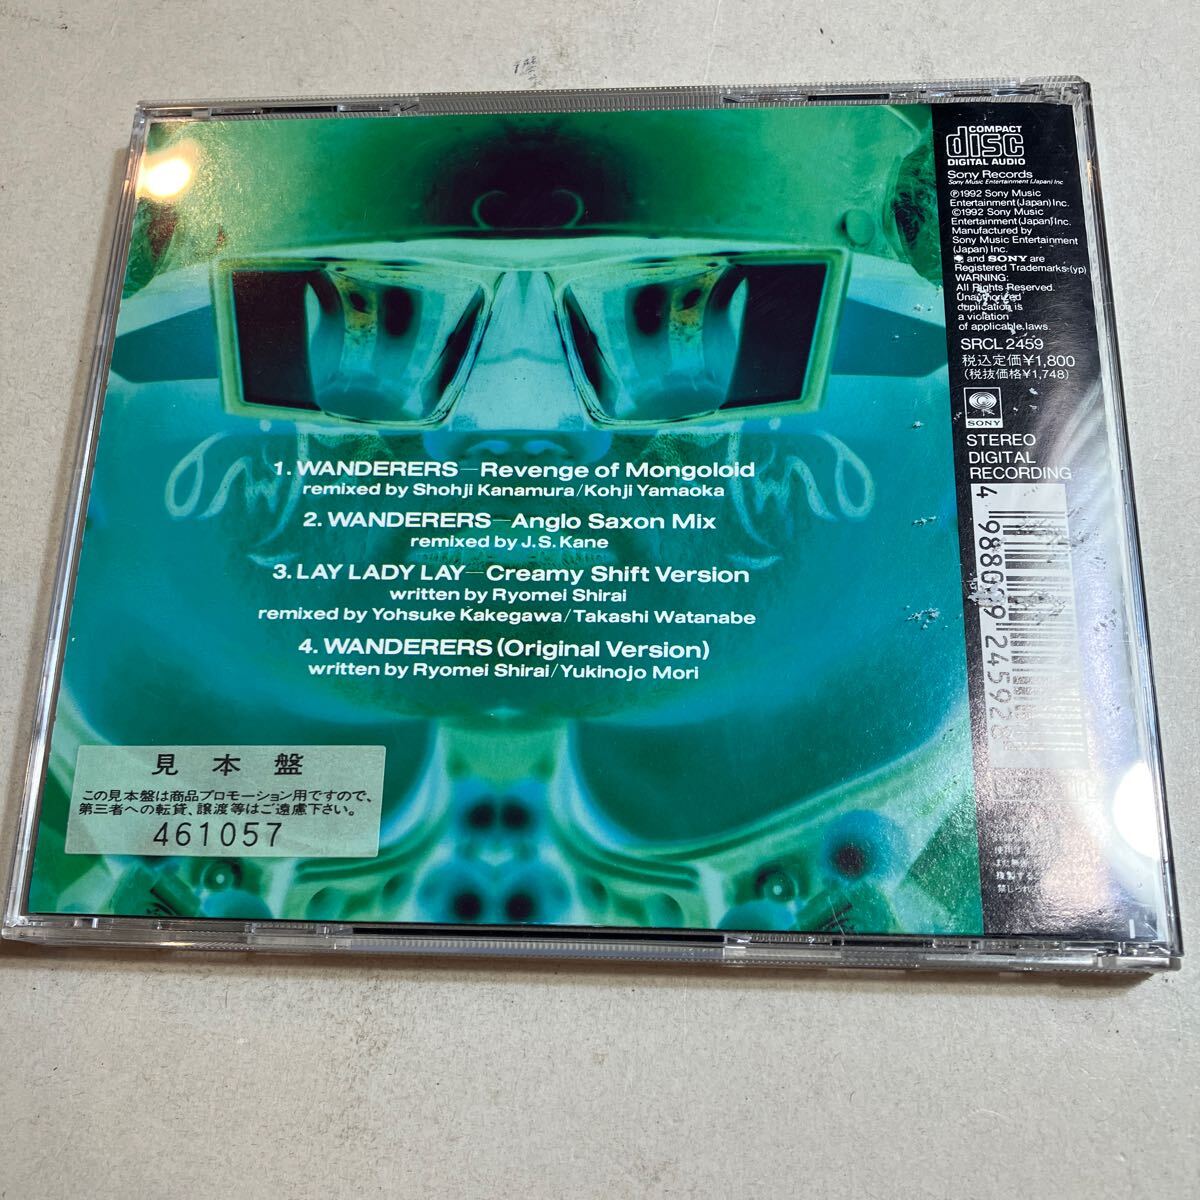 1. WANDERERS—Revenge of Mongoloid
remixed by Shohji Kanamura/Kohji Yamaoka
2. WANDERERS—Anglo Saxon Mix
remixed by J.S. Kane
3. LAY LADY LAY—Creamy Shift Version
written by Ryomei Shirai
remixed by Yohsuke Kakegawa/Takashi Watanabe
4. WANDERERS (Original Version)
written by Ryomei Shirai/Yukinojo Mori
見本盤
この見本盤は商品プロモーション用ですので、
第三者への転貸、譲渡等はご遠慮下さい。
461057
COMPACT
disc
DIGITAL AUDIO
Sony Records
Sony Music Entertainment (Japan) Inc
℗1992 Sony Music
Entertainment (Japan) Inc.
©1992 Sony Music
Entertainment (Japan) Inc.
Manufactured by
Sony Music Entertainment
(Japan) Inc.
and SONY are
Registered Trademarks. (yp)
WARNING:
All Rights Reserved.
Unauthorized
duplication is
a violation
of applicable laws.
SRCL 2459
税込定価¥1,800
(税抜価格¥1,748)
SONY
STEREO
DIGITAL
RECORDING
4 988009 245928